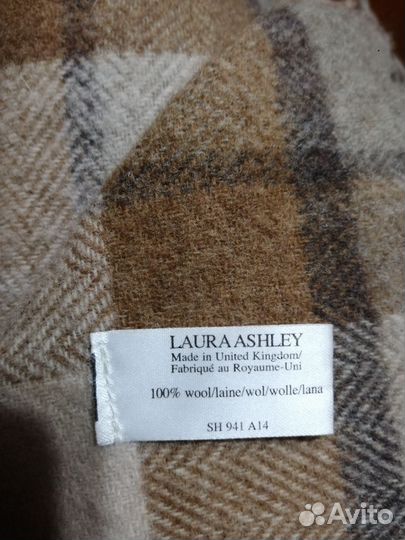 LAURA ASHLEY
Made in United Kingdom/
Fabriqué au Royaume-Uni
100% wool/laine/wol/wolle/lana
SH 941 A14
Avito